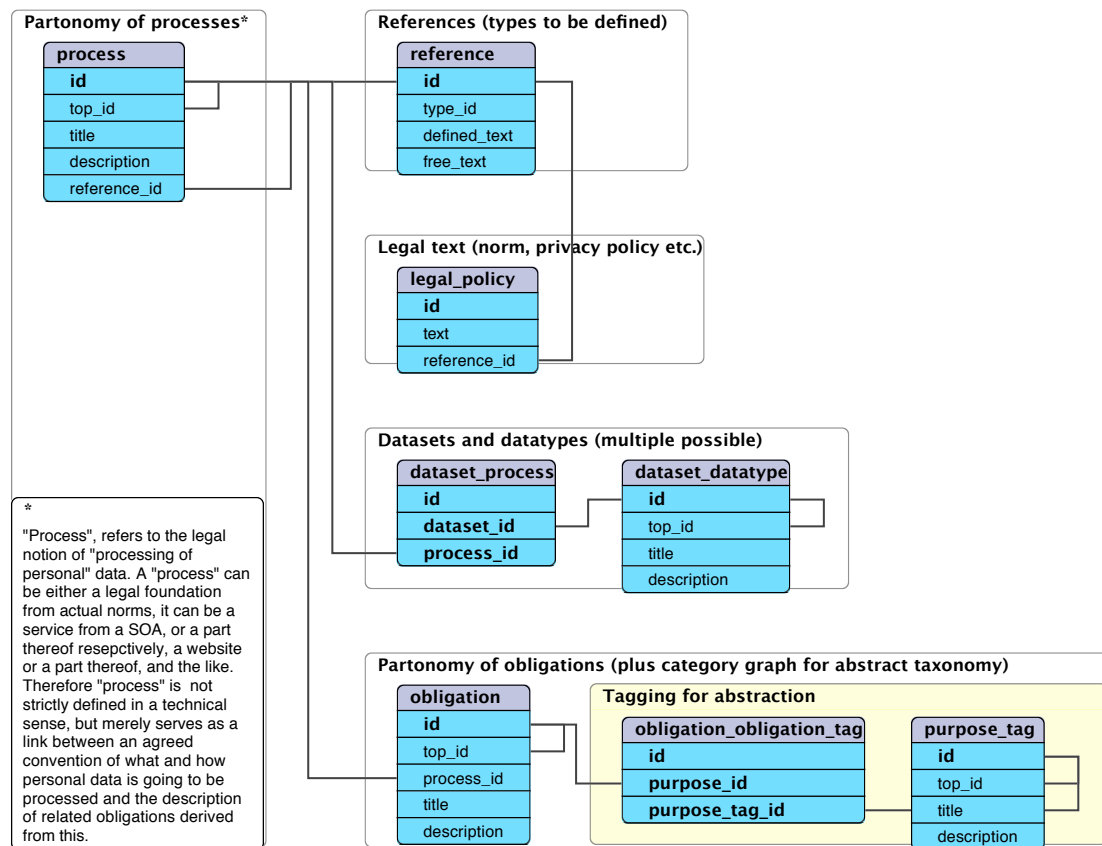 Partonomy of processes*
process
id
top_id
title
description
reference_id
References (types to be defined)
reference
id
type_id
defined_text
free_text
Legal text (norm, privacy policy etc.)
legal_policy
id
text
reference_id
Datasets and datatypes (multiple possible)
dataset_process
id
dataset_id
process_id
dataset_datatype
id
top_id
title
description
*
"Process", refers to the legal
notion of "processing of
personal" data. A "process" can
be either a legal foundation
from actual norms, it can be a
service from a SOA, or a part
thereof resepctively, a website
or a part thereof, and the like.
Therefore "process" is not
strictly defined in a technical
sense, but merely serves as a
link between an agreed
convention of what and how
personal data is going to be
processed and the description
of related obligations derived
from this.
Partonomy of obligations (plus category graph for abstract taxonomy)
obligation
id
top_id
process_id
title
description
Tagging for abstraction
obligation_obligation_tag
id
purpose_id
purpose_tag_id
purpose_tag
id
top_id
title
description